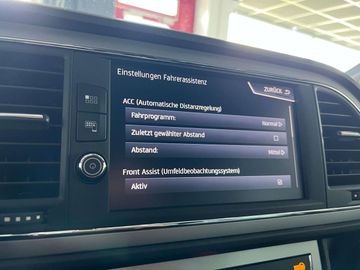 Einstellungen Fahrerassistenz
ZURÜCK
ACC (Automatische Distanzregelung)
Fahrprogramm:
Normal
Zuletzt gewählter Abstand
Abstand:
Mittel
Front Assist (Umfeldbeobachtungssystem)
Aktiv